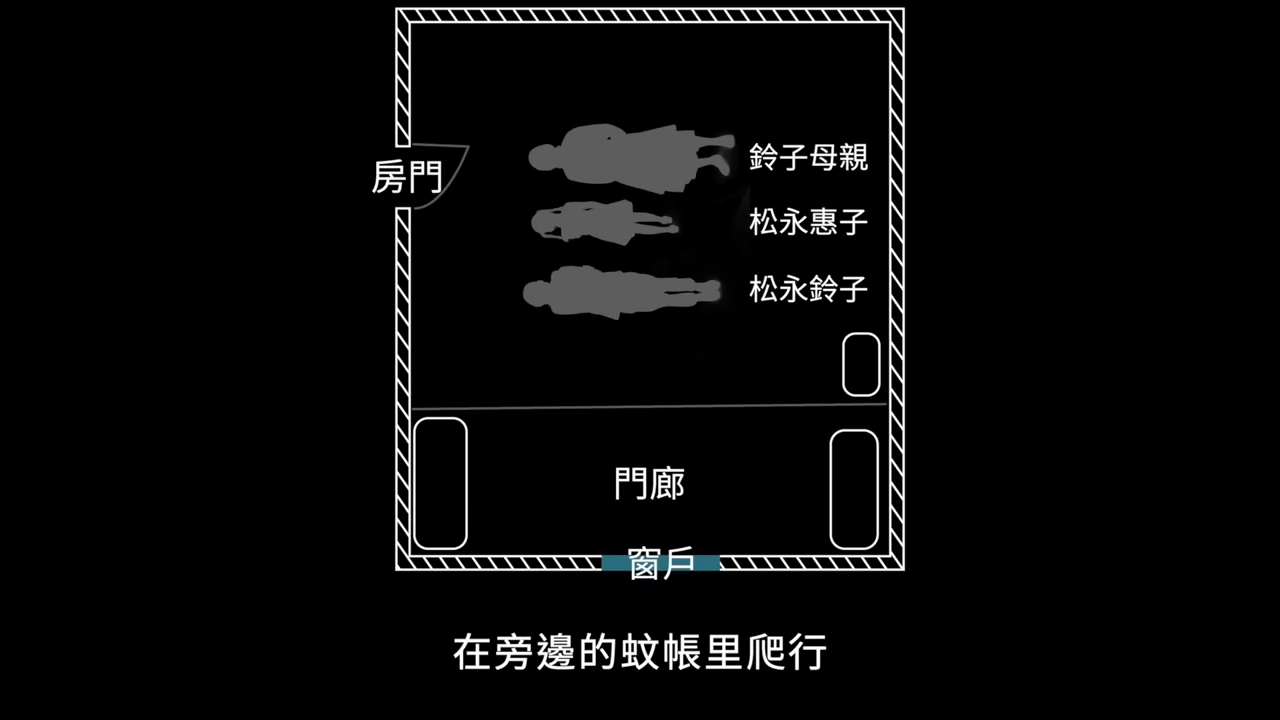 鈴子母親
房門
松永惠子
松永鈴子
門廊
窗戶
在旁邊的蚊帳里爬行